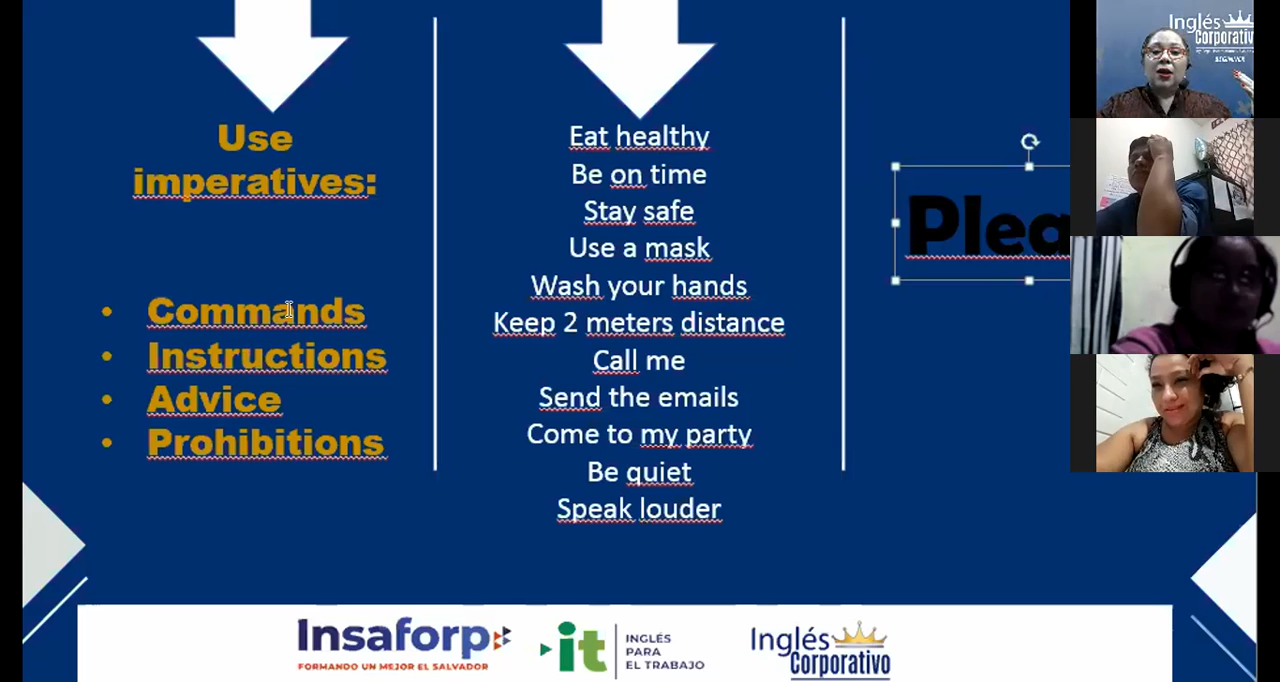 Use
imperatives:
• Commands
• Instructions
• Advice
• Prohibitions
Eat healthy
Be on time
Stay safe
Use a mask
Wash your hands
Keep 2 meters distance
Call me
Send the emails
Come to my party
Be quiet
Speak louder
Plea
Inglés
Corporativo
BEGINNER
Insaforp
FORMANDO UN MEJOR EL SALVADOR
it
INGLÉS
PARA
EL TRABAJO
Inglés
Corporativo